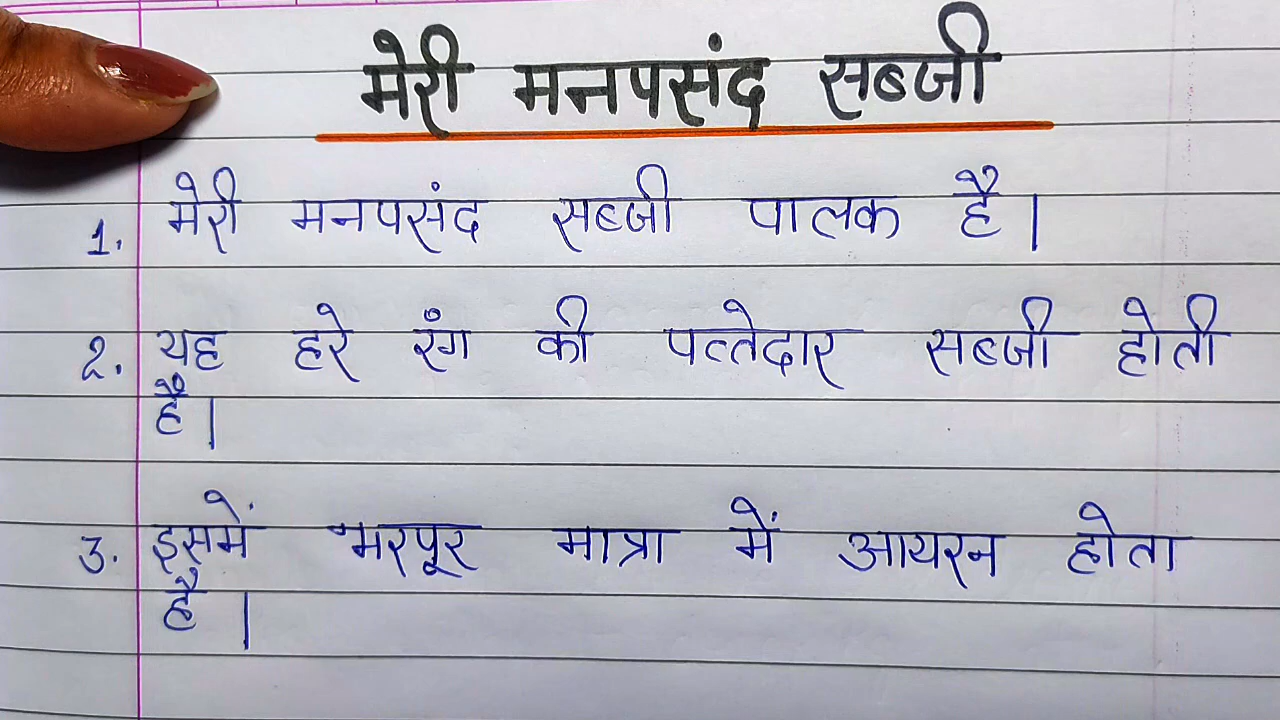 मेरी मनपसंद सब्जी
1. मेरी मनपसंद सब्जी पालक है।
2. यह हरे रंग की पत्तेदार सब्जी होती
है।
3. इसमें भरपूर मात्रा में आयरन होता
है।